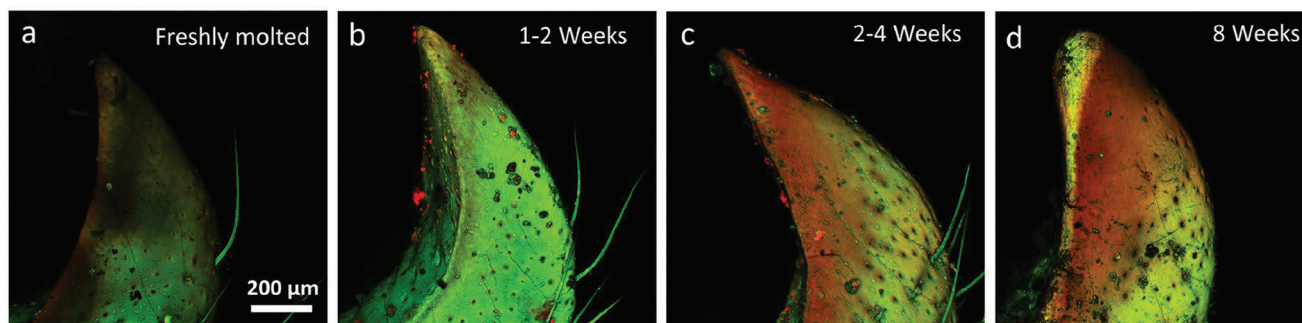 a
Freshly molted
200 µm
b
1-2 Weeks
c
2-4 Weeks
d
8 Weeks